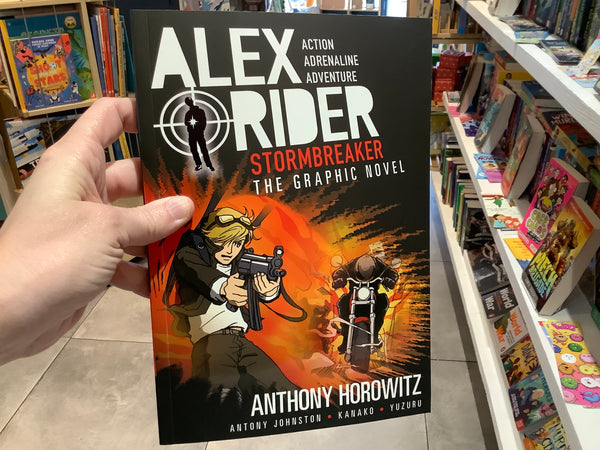 ALEX
RIDER
ACTION
ADRENALINE
ADVENTURE
STORMBREAKER
THE GRAPHIC NOVEL
ANTHONY HOROWITZ
ANTONY JOHNSTON • KANAKO • YUZURU